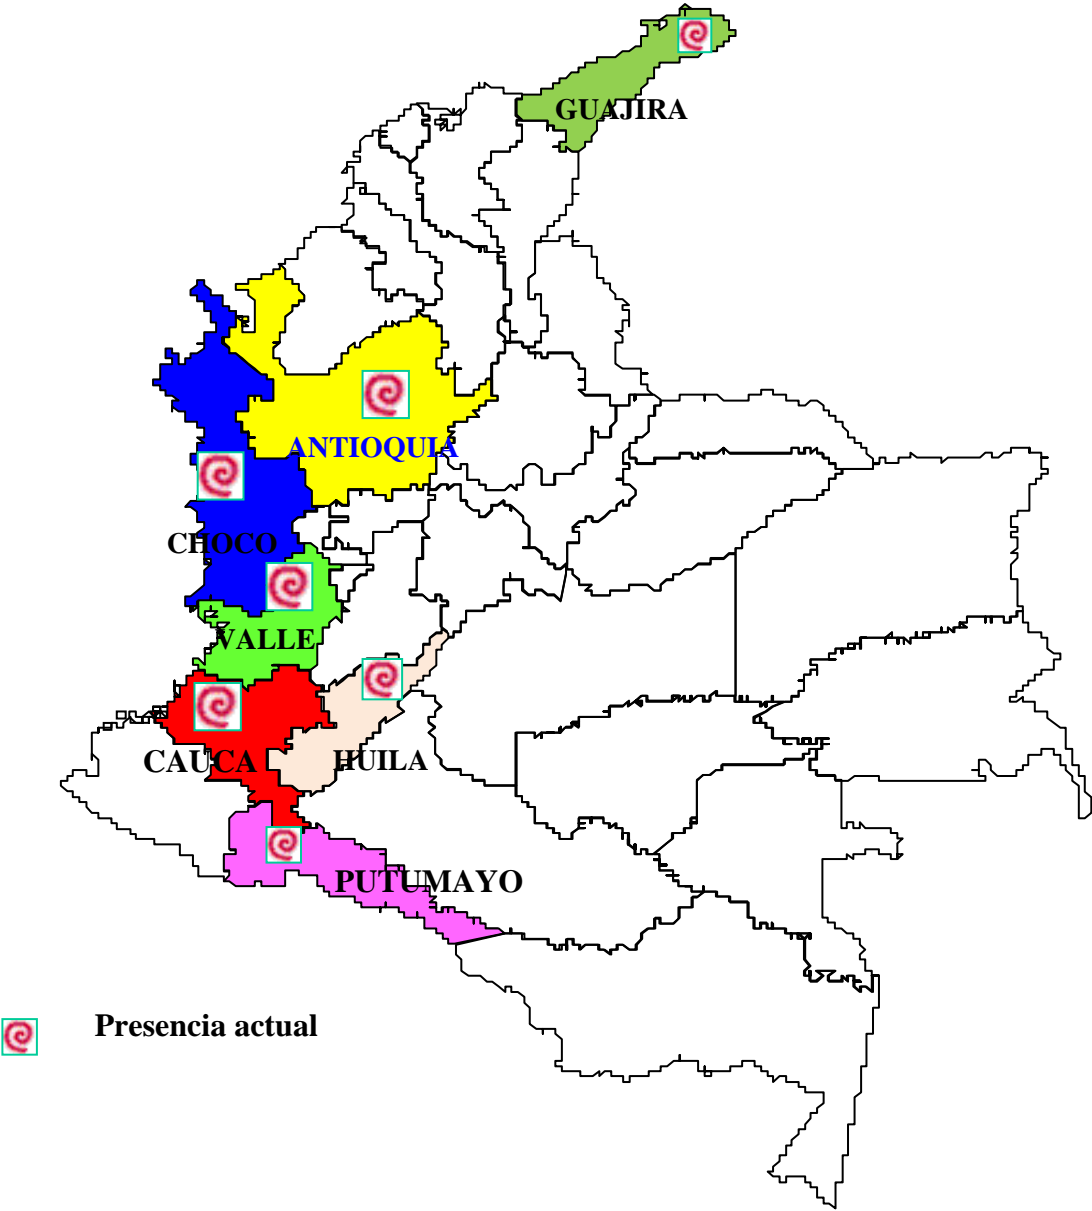 GUAJIRA
ANTIOQUIA
CHOCO
VALLE
CAUCA
HUILA
PUTUMAYO
Presencia actual